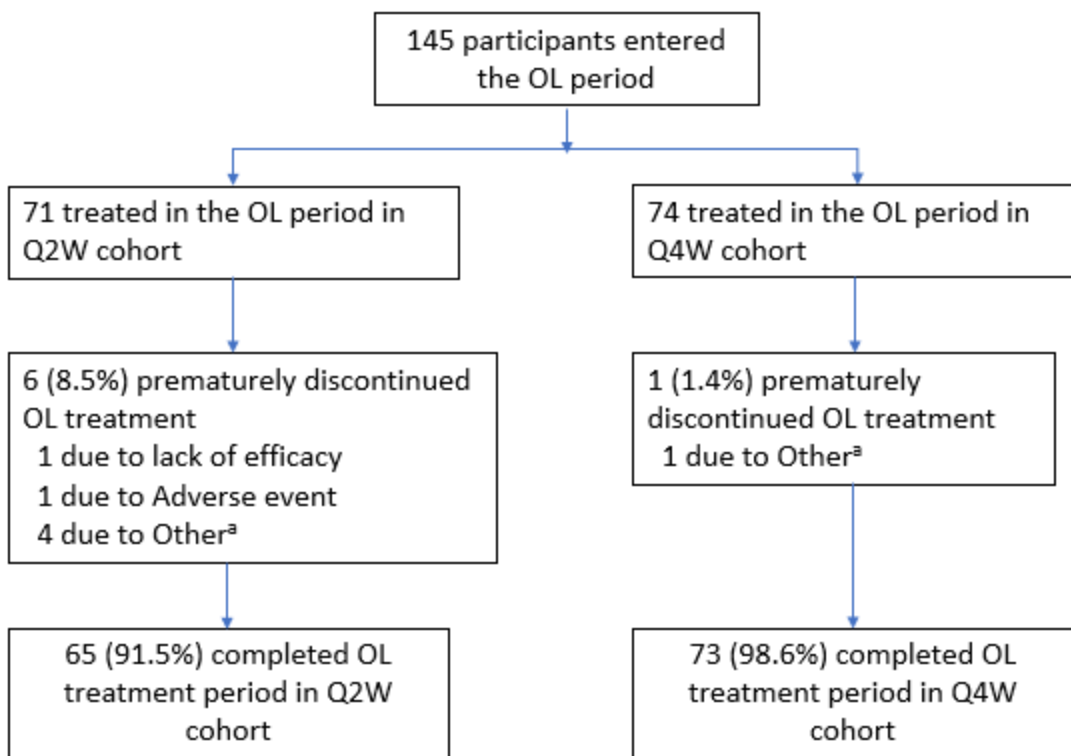 145 participants entered
the OL period
71 treated in the OL period in
Q2W cohort
74 treated in the OL period in
Q4W cohort
6 (8.5%) prematurely discontinued
OL treatment
1 due to lack of efficacy
1 due to Adverse event
4 due to Otherᵃ
1 (1.4%) prematurely
discontinued OL treatment
1 due to Otherᵃ
65 (91.5%) completed OL
treatment period in Q2W
cohort
73 (98.6%) completed OL
treatment period in Q4W
cohort